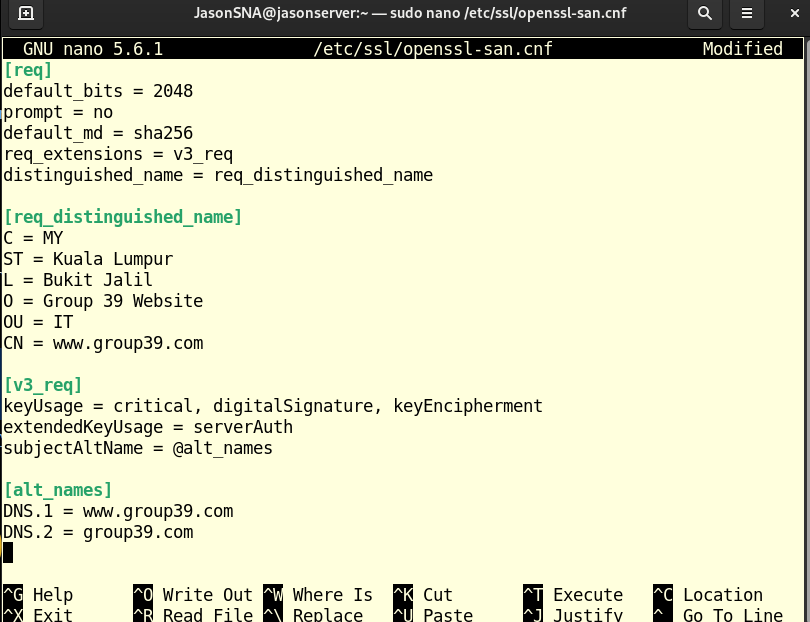 JasonSNA@jasonserver:~ — sudo nano /etc/ssl/openssl-san.cnf
GNU nano 5.6.1 /etc/ssl/openssl-san.cnf Modified
[req]
default_bits = 2048
prompt = no
default_md = sha256
req_extensions = v3_req
distinguished_name = req_distinguished_name
[req_distinguished_name]
C = MY
ST = Kuala Lumpur
L = Bukit Jalil
O = Group 39 Website
OU = IT
CN = www.group39.com
[v3_req]
keyUsage = critical, digitalSignature, keyEncipherment
extendedKeyUsage = serverAuth
subjectAltName = @alt_names
[alt_names]
DNS.1 = www.group39.com
DNS.2 = group39.com
^G Help ^O Write Out ^W Where Is ^K Cut ^T Execute ^C Location
^X Exit ^R Read File ^\ Replace ^U Paste ^J Justify ^_ Go To Line